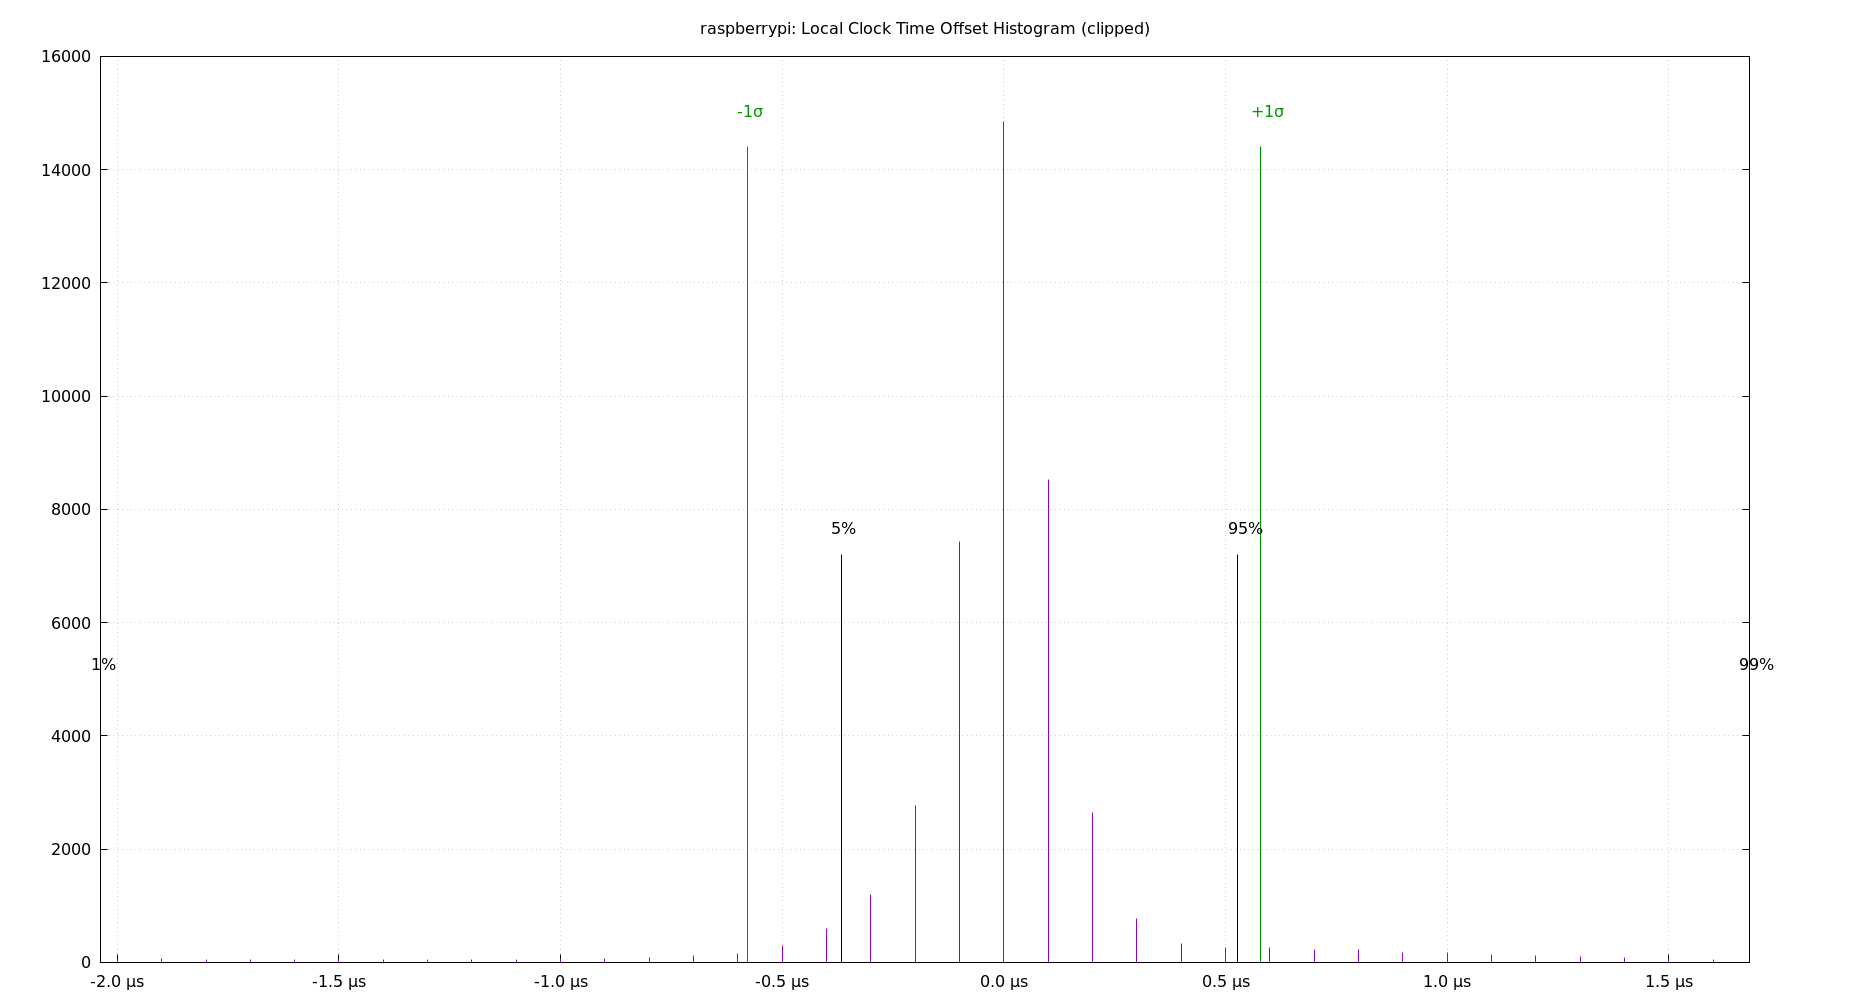 raspberrypi: Local Clock Time Offset Histogram (clipped)
16000
-1σ
+1σ
14000
12000
10000
8000
5%
95%
6000
1%
99%
4000
2000
0
-2.0 µs
-1.5 µs
-1.0 µs
-0.5 µs
0.0 µs
0.5 µs
1.0 µs
1.5 µs